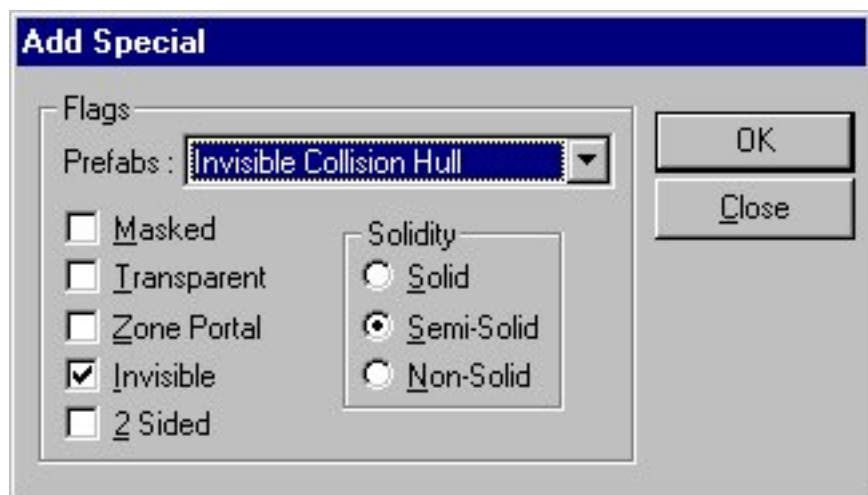 Add Special
Flags
Prefabs : Invisible Collision Hull
Masked
Transparent
Zone Portal
Invisible
2 Sided
Solidity
Solid
Semi-Solid
Non-Solid
OK
Close